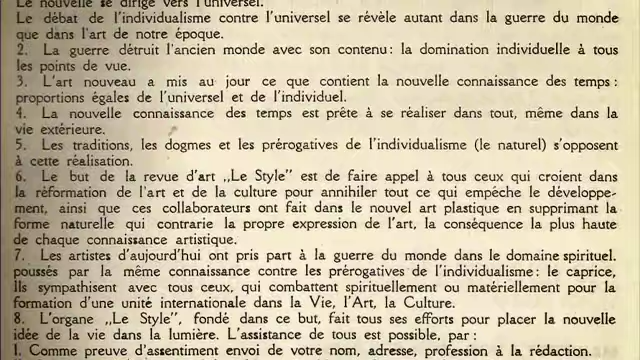 Le nouvelle se dirige vers l'universel.
Le débat de l'individualisme contre l'universel se révèle autant dans la guerre du monde
que dans l'art de notre époque.
2. La guerre détruit l'ancien monde avec son contenu: la domination individuelle à tous
les points de vue.
3. L'art nouveau a mis au jour ce que contient la nouvelle connaissance des temps:
proportions égales de l'universel et de l'individuel.
4. La nouvelle connaissance des temps est prête à se réaliser dans tout, même dans la
vie extérieure.
5. Les traditions, les dogmes et les prérogatives de l'individualisme (le naturel) s'opposent
à cette réalisation.
6. Le but de la revue d'art „Le Style” est de faire appel à tous ceux qui croient dans
la réformation de l'art et de la culture pour annihiler tout ce qui empêche le développe-
ment, ainsi que ces collaborateurs ont fait dans le nouvel art plastique en supprimant la
forme naturelle qui contrarie la propre expression de l'art, la conséquence la plus haute
de chaque connaissance artistique.
7. Les artistes d'aujourd'hui ont pris part à la guerre du monde dans le domaine spirituel.
poussés par la même connaissance contre les prérogatives de l'individualisme: le caprice,
Ils sympathisent avec tous ceux, qui combattent spirituellement ou matériellement pour la
formation d'une unité internationale dans la Vie, l'Art, la Culture.
8. L'organe „Le Style”, fondé dans ce but, fait tous ses efforts pour placer la nouvelle
idée de la vie dans la lumière. L'assistance de tous est possible, par:
I. Comme preuve d'assentiment envoi de votre nom, adresse, profession à la rédaction.